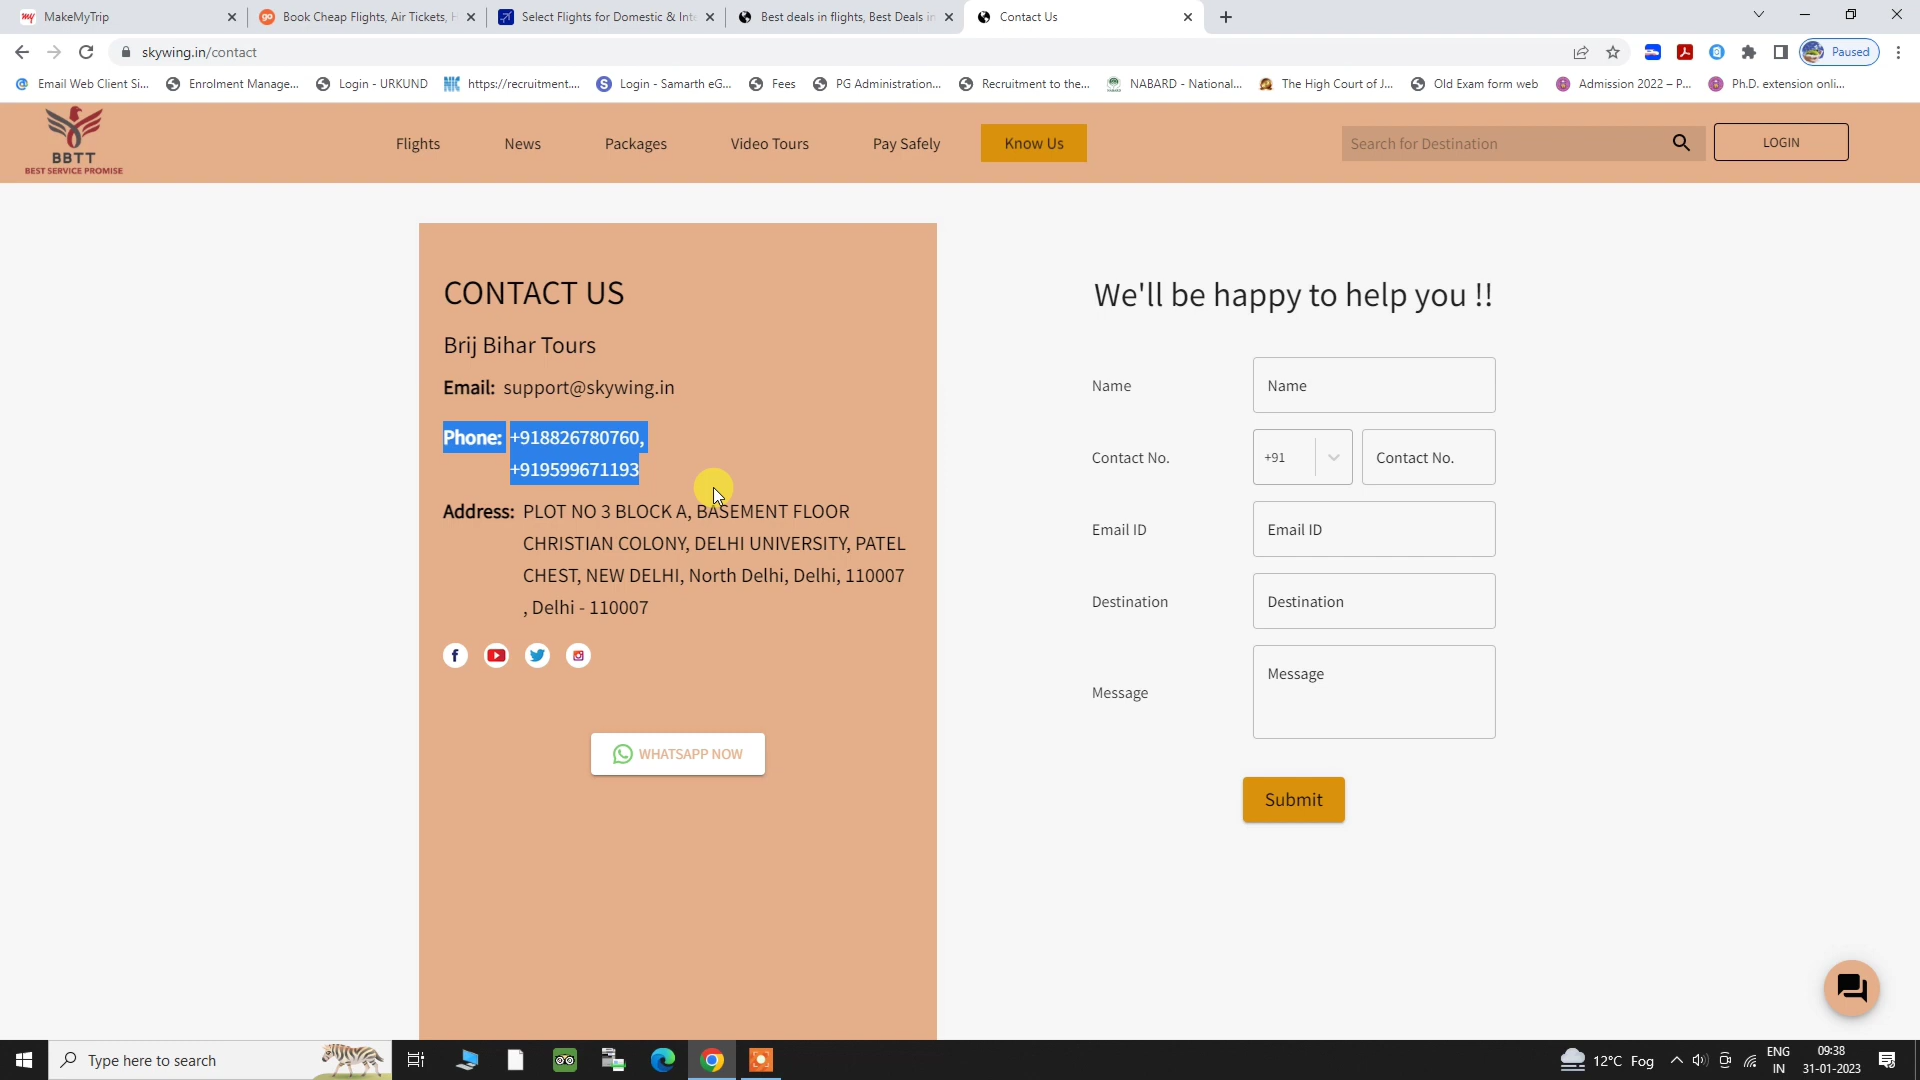 MakeMyTrip
Book Cheap Flights, Air Tickets, H
Select Flights for Domestic & Inte
Best deals in flights, Best Deals in
Contact Us
skywing.in/contact
Paused
Email Web Client Si...
Enrolment Manage...
Login - URKUND
https://recruitment....
Login - Samarth eG...
Fees
PG Administration...
Recruitment to the...
NABARD - National...
The High Court of J...
Old Exam form web
Admission 2022 – P...
Ph.D. extension onli...
BBTT
BEST SERVICE PROMISE
Flights
News
Packages
Video Tours
Pay Safely
Know Us
Search for Destination
LOGIN
CONTACT US
Brij Bihar Tours
Email: support@skywing.in
Phone: +918826780760,
+919599671193
Address: PLOT NO 3 BLOCK A, BASEMENT FLOOR
CHRISTIAN COLONY, DELHI UNIVERSITY, PATEL
CHEST, NEW DELHI, North Delhi, Delhi, 110007
, Delhi - 110007
WHATSAPP NOW
We'll be happy to help you !!
Name
Name
Contact No.
+91
Contact No.
Email ID
Email ID
Destination
Destination
Message
Message
Submit
Type here to search
12°C Fog
ENG
IN
09:38
31-01-2023